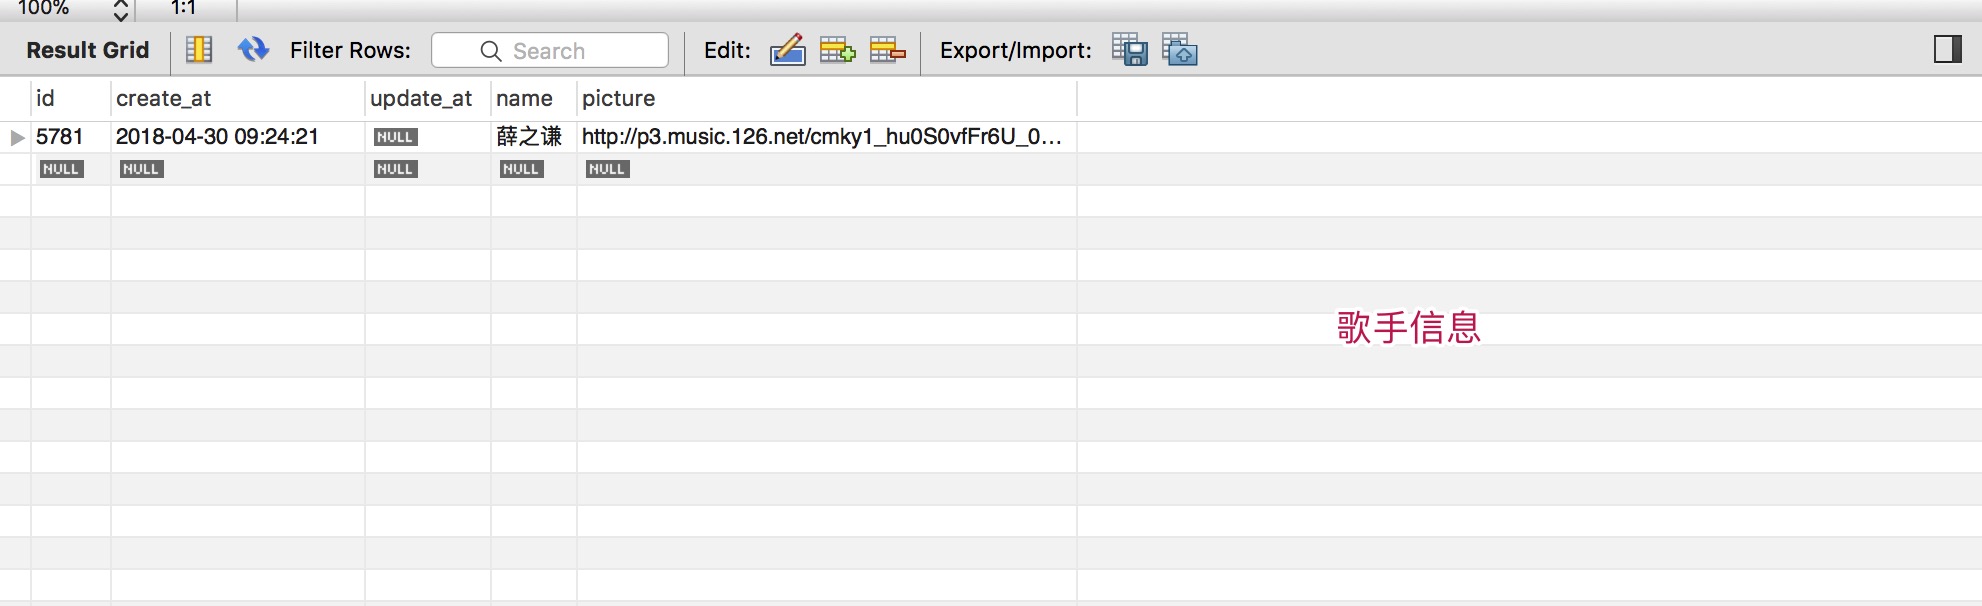 100% 1:1
Result Grid Filter Rows: Search Edit: Export/Import:
id create_at update_at name picture
5781 2018-04-30 09:24:21 NULL 薛之谦 http://p3.music.126.net/cmky1_hu0S0vfFr6U_0...
NULL NULL NULL NULL NULL
歌手信息